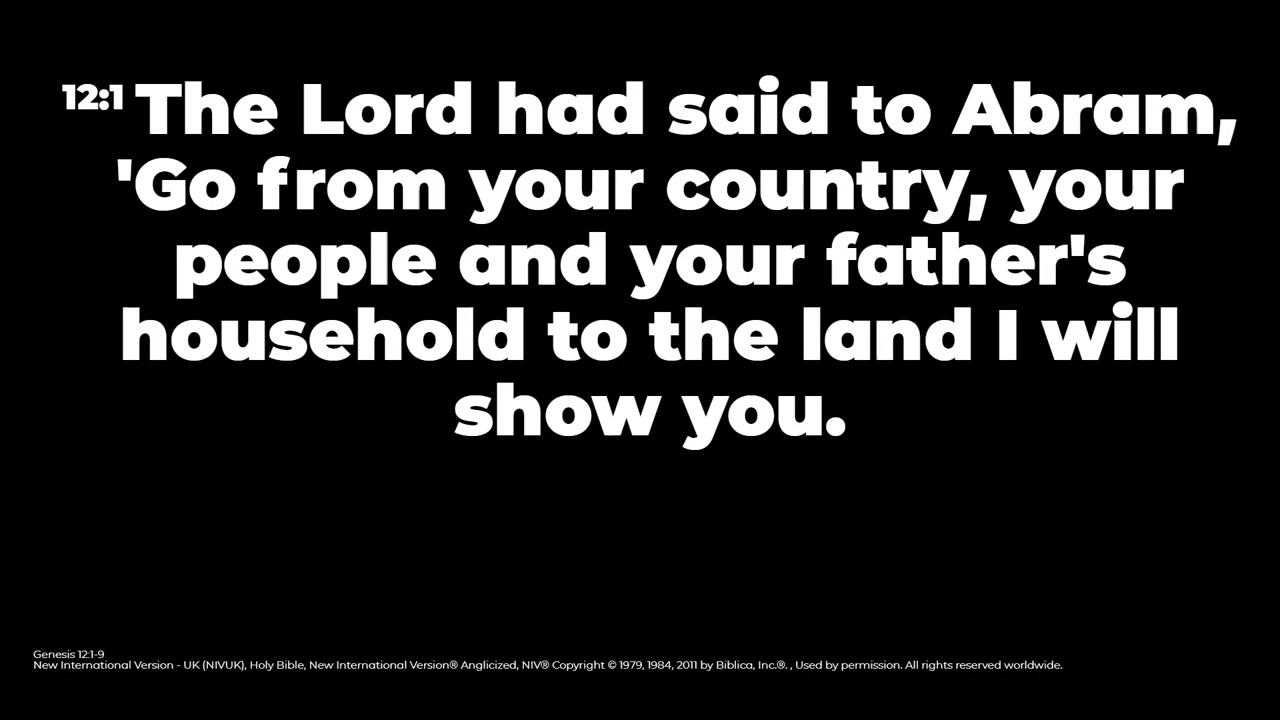 12:1 The Lord had said to Abram,
'Go from your country, your
people and your father's
household to the land I will
show you.
Genesis 12:1-9
New International Version - UK (NIVUK), Holy Bible, New International Version® Anglicized, NIV® Copyright © 1979, 1984, 2011 by Biblica, Inc.®. , Used by permission. All rights reserved worldwide.